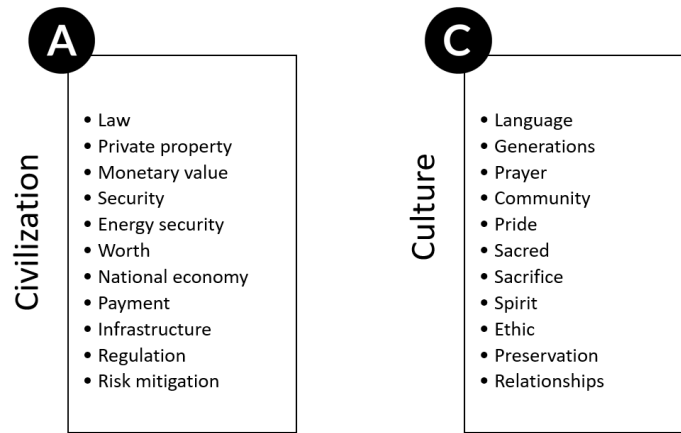 A
Civilization
• Law
• Private property
• Monetary value
• Security
• Energy security
• Worth
• National economy
• Payment
• Infrastructure
• Regulation
• Risk mitigation
C
Culture
• Language
• Generations
• Prayer
• Community
• Pride
• Sacred
• Sacrifice
• Spirit
• Ethic
• Preservation
• Relationships